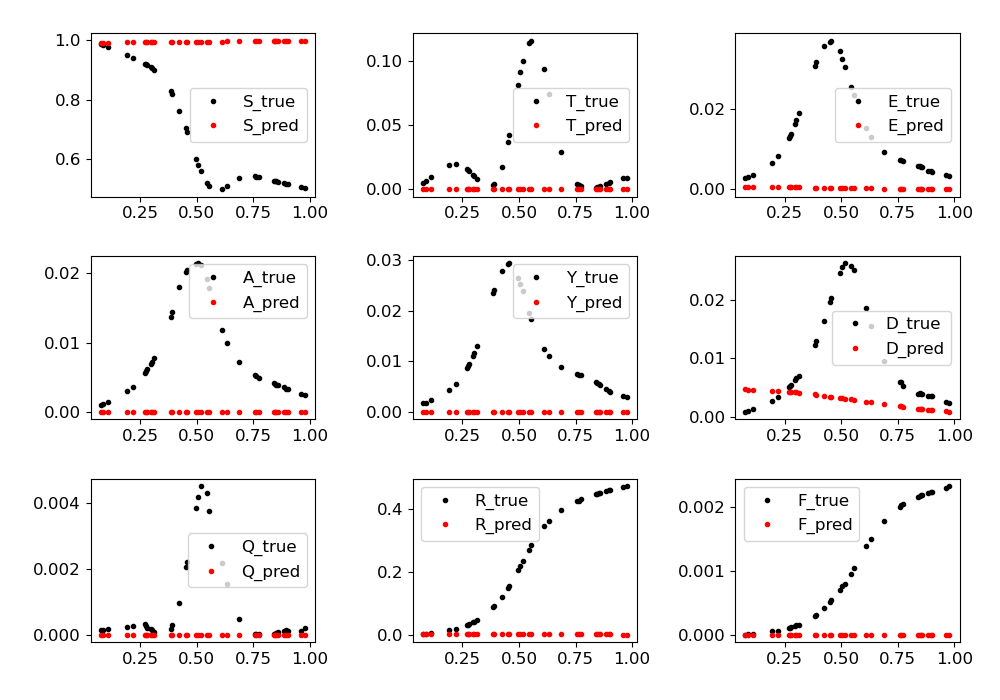 1.0
0.8
0.6
S_true
S_pred
0.25 0.50 0.75 1.00
0.10
0.05
0.00
T_true
T_pred
0.25 0.50 0.75 1.00
0.02
0.00
E_true
E_pred
0.25 0.50 0.75 1.00
0.02
0.01
0.00
A_true
A_pred
0.25 0.50 0.75 1.00
0.03
0.02
0.01
0.00
Y_true
Y_pred
0.25 0.50 0.75 1.00
0.02
0.01
0.00
D_true
D_pred
0.25 0.50 0.75 1.00
0.004
0.002
0.000
Q_true
Q_pred
0.25 0.50 0.75 1.00
0.4
0.2
0.0
R_true
R_pred
0.25 0.50 0.75 1.00
0.002
0.001
0.000
F_true
F_pred
0.25 0.50 0.75 1.00